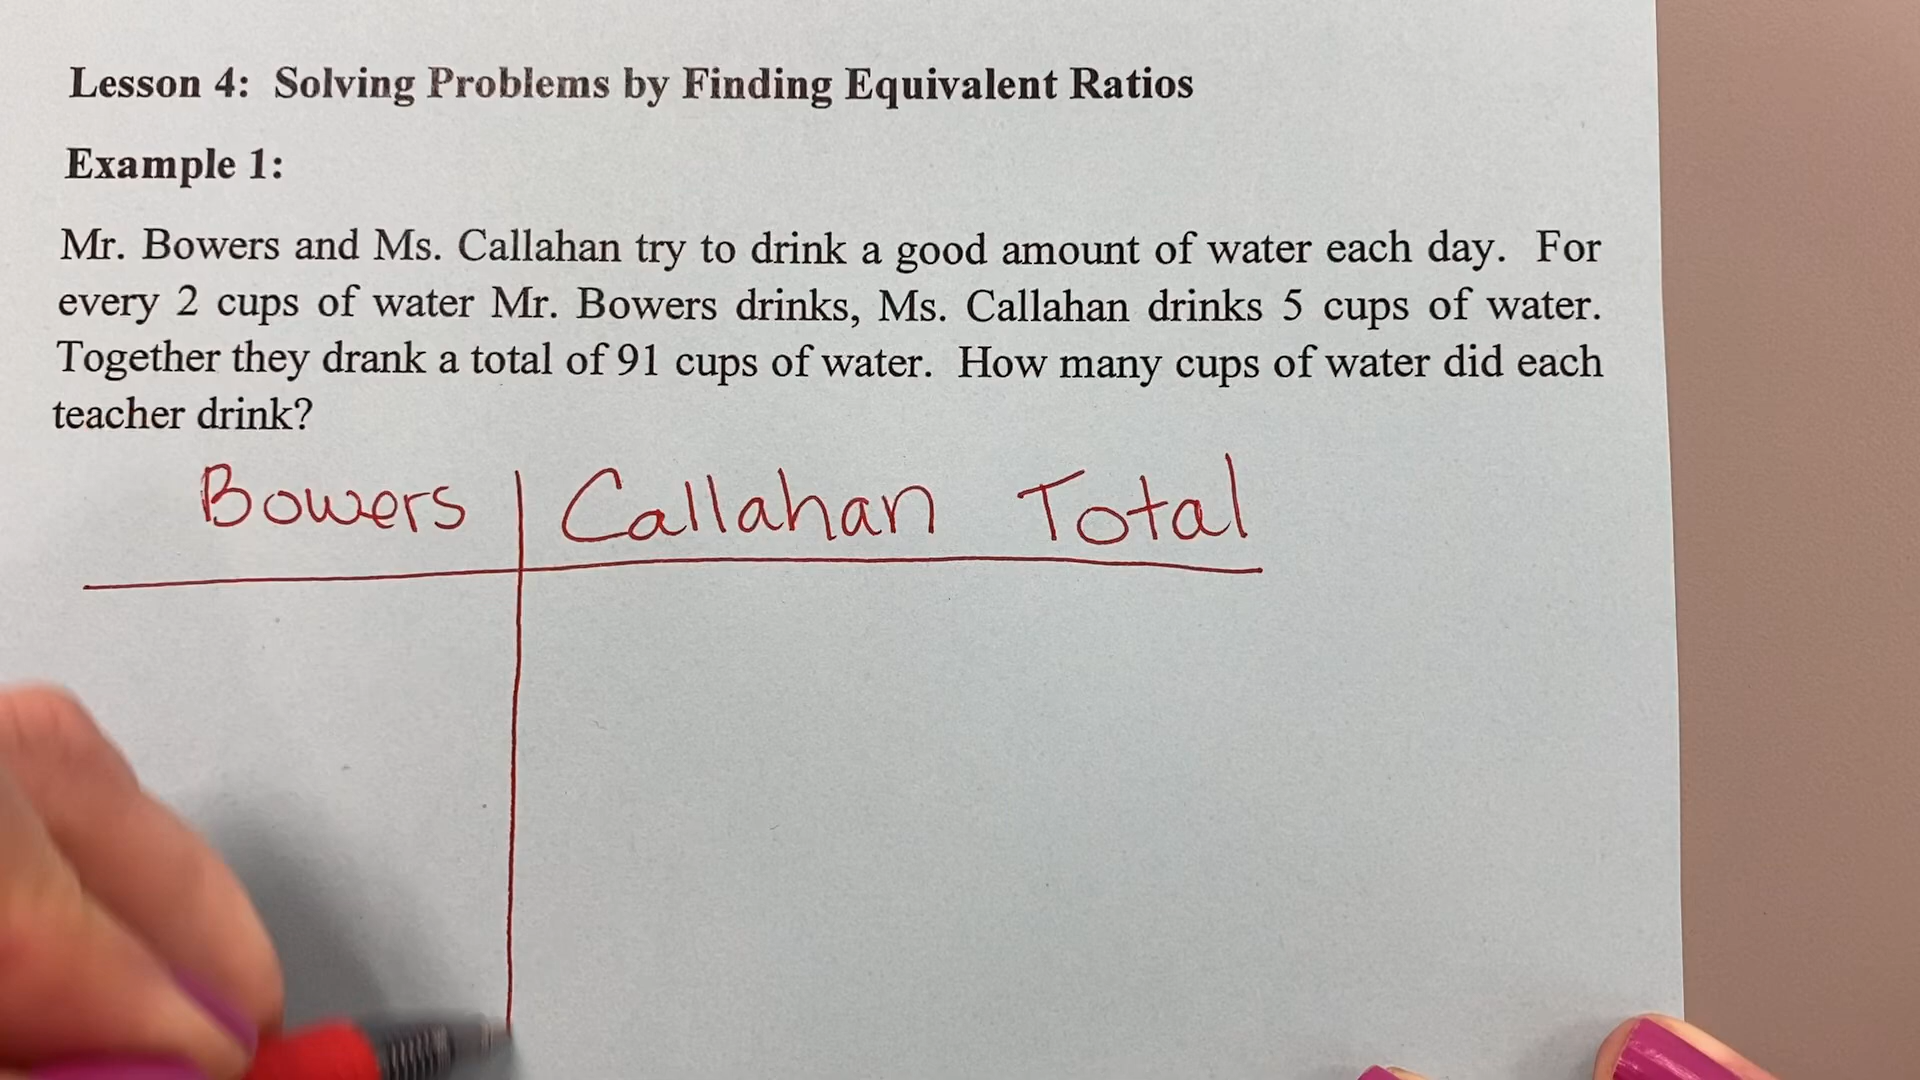 Lesson 4: Solving Problems by Finding Equivalent Ratios
Example 1:
Mr. Bowers and Ms. Callahan try to drink a good amount of water each day. For
every 2 cups of water Mr. Bowers drinks, Ms. Callahan drinks 5 cups of water.
Together they drank a total of 91 cups of water. How many cups of water did each
teacher drink?
Bowers Callahan Total